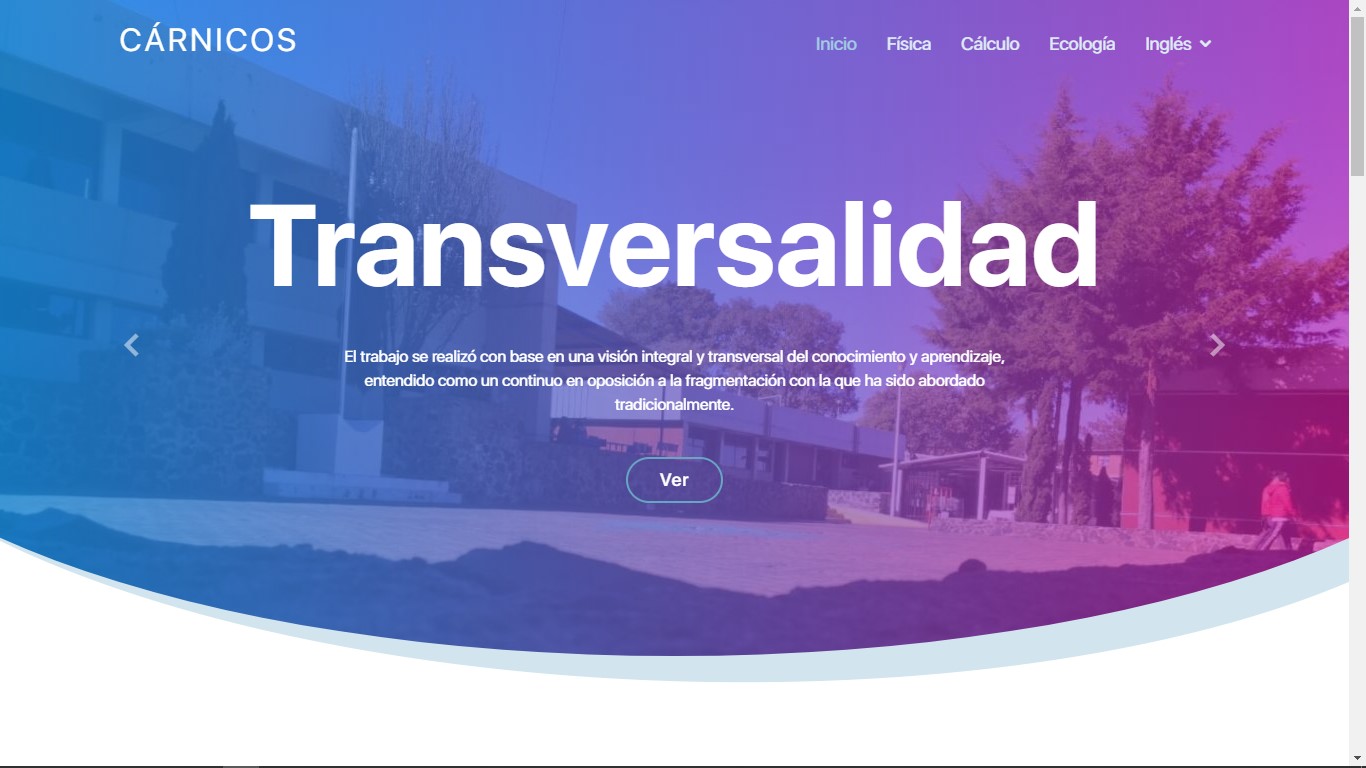 CÁRNICOS
Inicio Física Cálculo Ecología Inglés
Transversalidad
El trabajo se realizó con base en una visión integral y transversal del conocimiento y aprendizaje,
entendido como un continuo en oposición a la fragmentación con la que ha sido abordado
tradicionalmente.
Ver